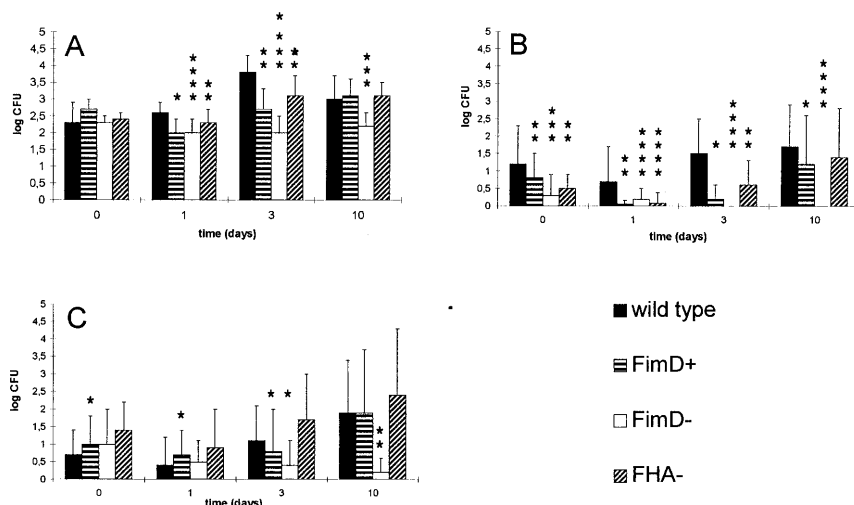 A
log CFU
5
4,5
4
3,5
3
2,5
2
1,5
1
0,5
0
* **** ** ** **** *** ***
0 1 3 10
time (days)
B
log CFU
5
4,5
4
3,5
3
2,5
2
1,5
1
0,5
0
** *** ** ** **** **** * **** ** * ****
0 1 3 10
time (days)
C
log CFU
5
4,5
4
3,5
3
2,5
2
1,5
1
0,5
0
* * * * **
0 1 3 10
time (days)
wild type
FimD+
FimD-
FHA-